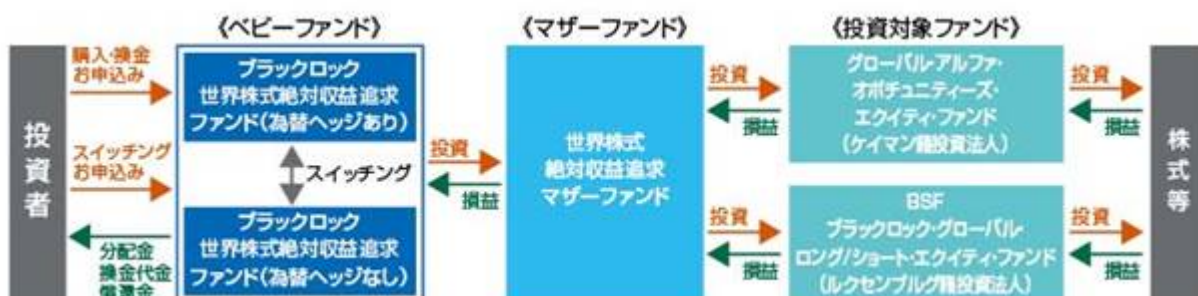 《ベビーファンド》
《マザーファンド》
《投資対象ファンド》
投資者
購入・換金
お申込み
スイッチング
お申込み
分配金
換金代金
償還金
ブラックロック
世界株式絶対収益追求
ファンド(為替ヘッジあり)
スイッチング
ブラックロック
世界株式絶対収益追求
ファンド(為替ヘッジなし)
投資
損益
世界株式
絶対収益追求
マザーファンド
投資
損益
投資
損益
グローバル・アルファ・
オポチュニティーズ・
エクイティ・ファンド
(ケイマン籍投資法人)
BSF
ブラックロック・グローバル・
ロング/ショート・エクイティ・ファンド
(ルクセンブルグ籍投資法人)
投資
損益
投資
損益
株式等